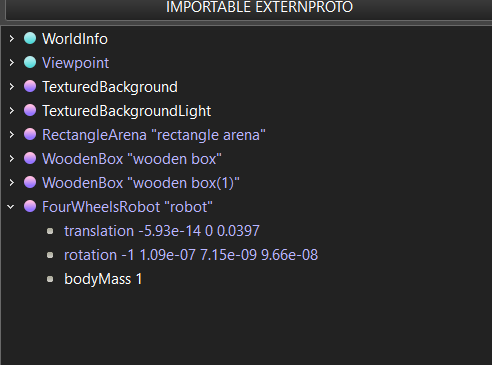 IMPORTABLE EXTERNPROTO
WorldInfo
Viewpoint
TexturedBackground
TexturedBackgroundLight
RectangleArena "rectangle arena"
WoodenBox "wooden box"
WoodenBox "wooden box(1)"
FourWheelsRobot "robot"
translation -5.93e-14 0 0.0397
rotation -1 1.09e-07 7.15e-09 9.66e-08
bodyMass 1